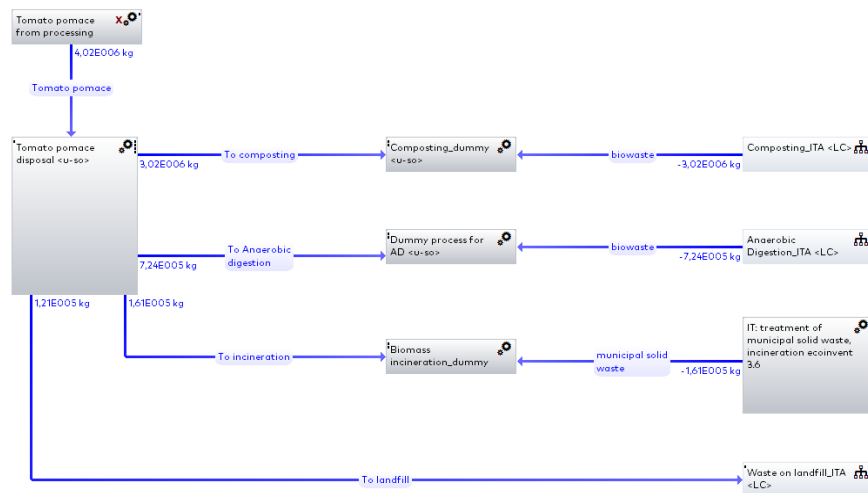 Tomato pomace
from processing
X
4,02E006 kg
Tomato pomace
Tomato pomace
disposal <u-so>
3,02E006 kg
To composting
Composting_dummy
<u-so>
biowaste
-3,02E006 kg
Composting_ITA <LC>
7,24E005 kg
To Anaerobic
digestion
Dummy process for
AD <u-so>
biowaste
-7,24E005 kg
Anaerobic
Digestion_ITA <LC>
1,21E005 kg
1,61E005 kg
To incineration
Biomass
incineration_dummy
municipal solid
waste
-1,61E005 kg
IT: treatment of
municipal solid waste,
incineration ecoinvent
3.6
To landfill
Waste on landfill_ITA
<LC>